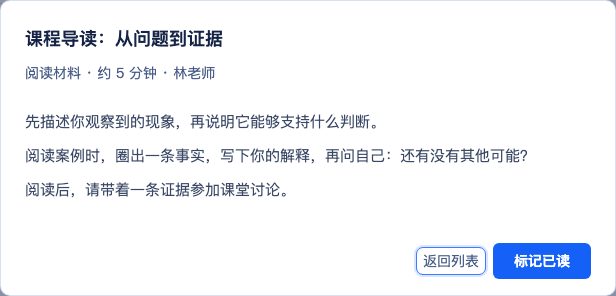 课程导读：从问题到证据
阅读材料 · 约 5 分钟 · 林老师
先描述你观察到的现象，再说明它能够支持什么判断。
阅读案例时，圈出一条事实，写下你的解释，再问自己：还有没有其他可能？
阅读后，请带着一条证据参加课堂讨论。
返回列表
标记已读